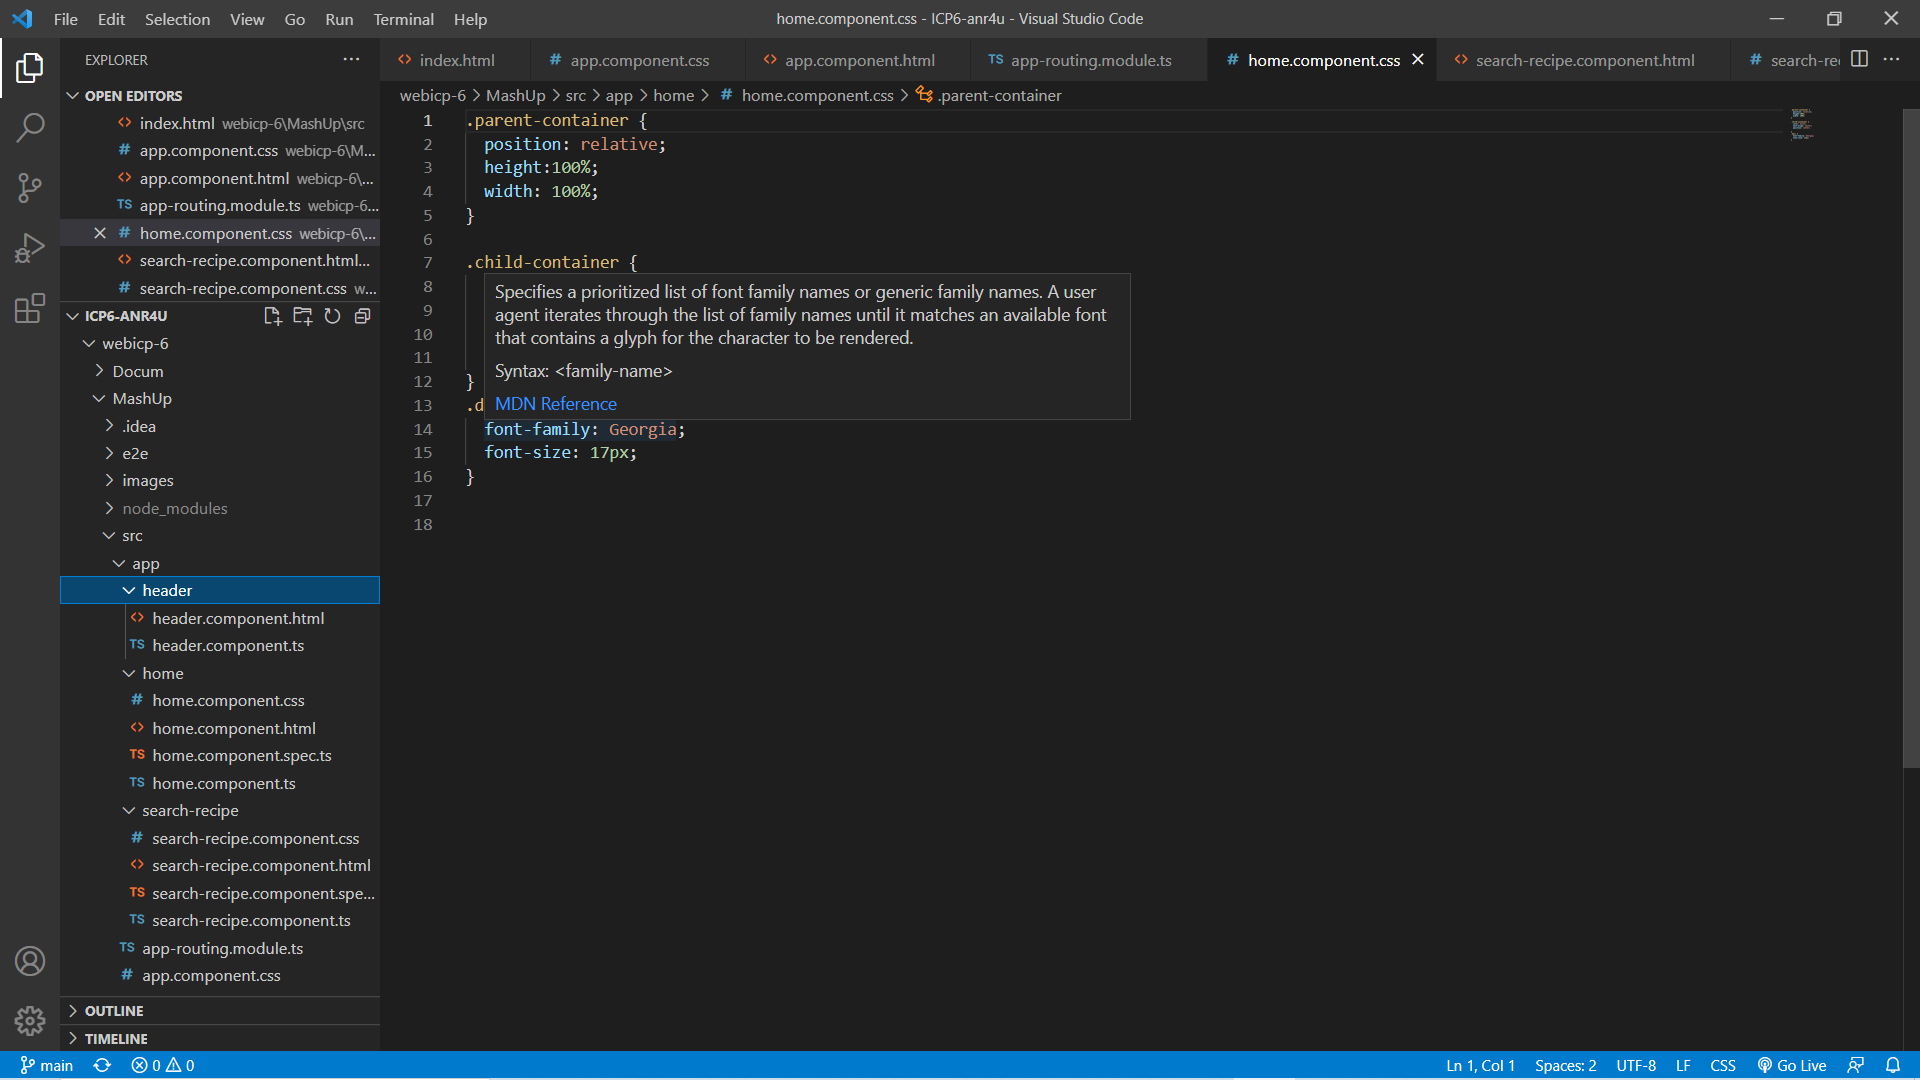 File Edit Selection View Go Run Terminal Help home.component.css - ICP6-anr4u - Visual Studio Code
EXPLORER
index.html app.component.css app.component.html TS app-routing.module.ts home.component.css search-recipe.component.html
OPEN EDITORS
index.html webicp-6\MashUp\src
app.component.css webicp-6\M...
app.component.html webicp-6\...
TS app-routing.module.ts webicp-6...
home.component.css webicp-6\...
search-recipe.component.html...
search-recipe.component.css w...
ICP6-ANR4U
webicp-6
Docum
MashUp
.idea
e2e
images
node_modules
src
app
header
header.component.html
TS header.component.ts
home
# home.component.css
home.component.html
TS home.component.spec.ts
TS home.component.ts
search-recipe
# search-recipe.component.css
search-recipe.component.html
TS search-recipe.component.spe...
TS search-recipe.component.ts
TS app-routing.module.ts
# app.component.css
OUTLINE
TIMELINE
webicp-6 > MashUp > src > app > home > # home.component.css > .parent-container
1 .parent-container {
2 position: relative;
3 height:100%;
4 width: 100%;
5 }
6
7 .child-container {
8
9
10
11
12 }
13 .d
Specifies a prioritized list of font family names or generic family names. A user
agent iterates through the list of family names until it matches an available font
that contains a glyph for the character to be rendered.
Syntax: <family-name>
MDN Reference
14 font-family: Georgia;
15 font-size: 17px;
16 }
17
18
main 0 0 Ln 1, Col 1 Spaces: 2 UTF-8 LF CSS Go Live